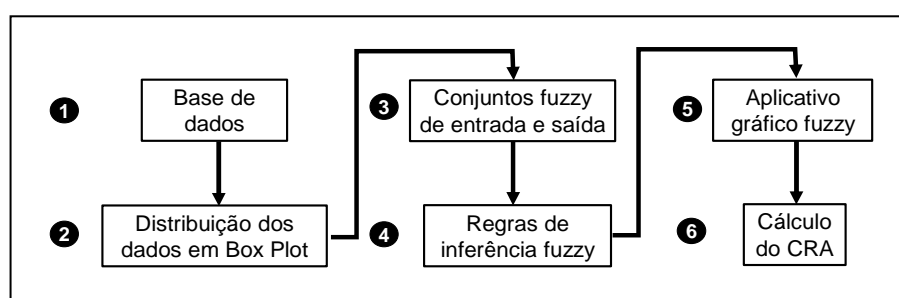 1
Base de
dados
2
Distribuição dos
dados em Box Plot
3
Conjuntos fuzzy
de entrada e saída
4
Regras de
inferência fuzzy
5
Aplicativo
gráfico fuzzy
6
Cálculo
do CRA